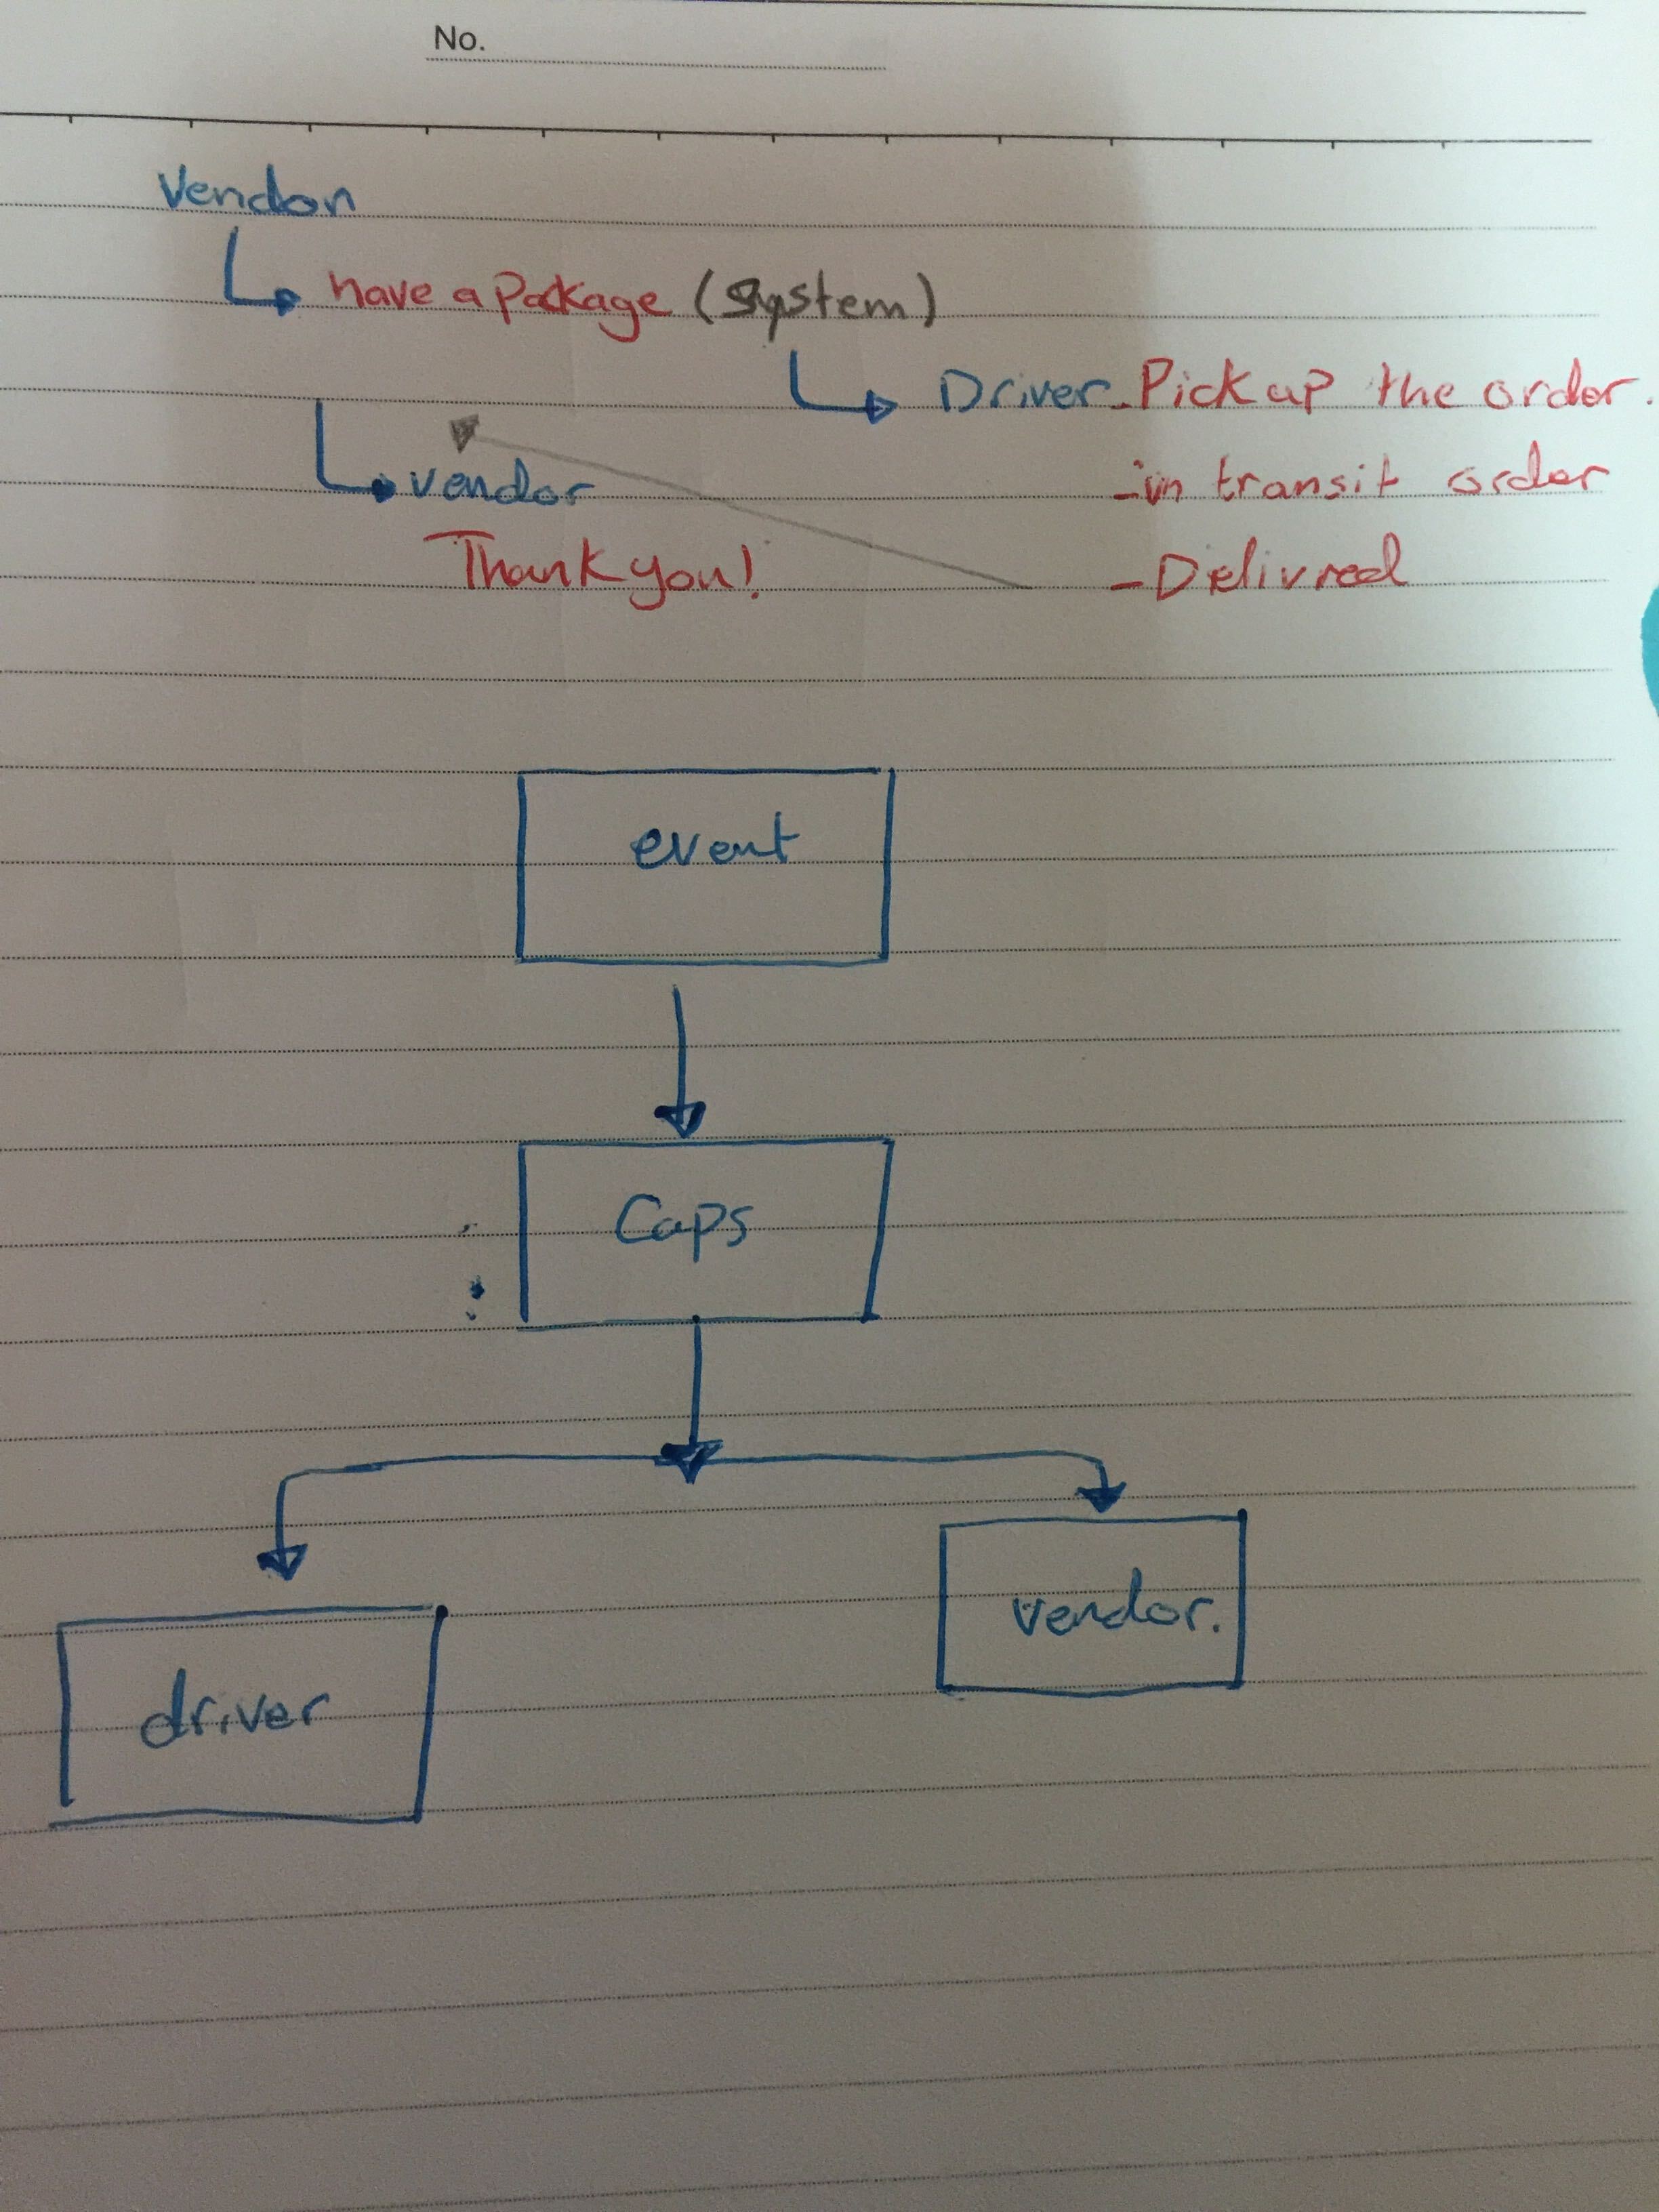 No.
Vendor
have a package (System)
Driver - Pick up the order.
- in transit order
vendor
Thank you!
- Delivred
event
Caps
vendor.
driver